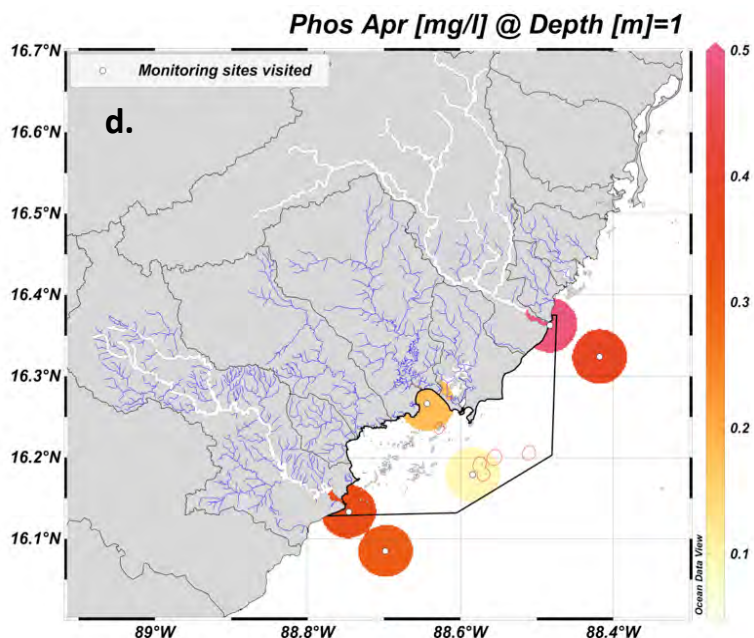 Phos Apr [mg/l] @ Depth [m]=1
Monitoring sites visited
d.
16.7°N
16.6°N
16.5°N
16.4°N
16.3°N
16.2°N
16.1°N
89°W
88.8°W
88.6°W
88.4°W
0.5
0.4
0.3
0.2
0.1
Ocean Data View